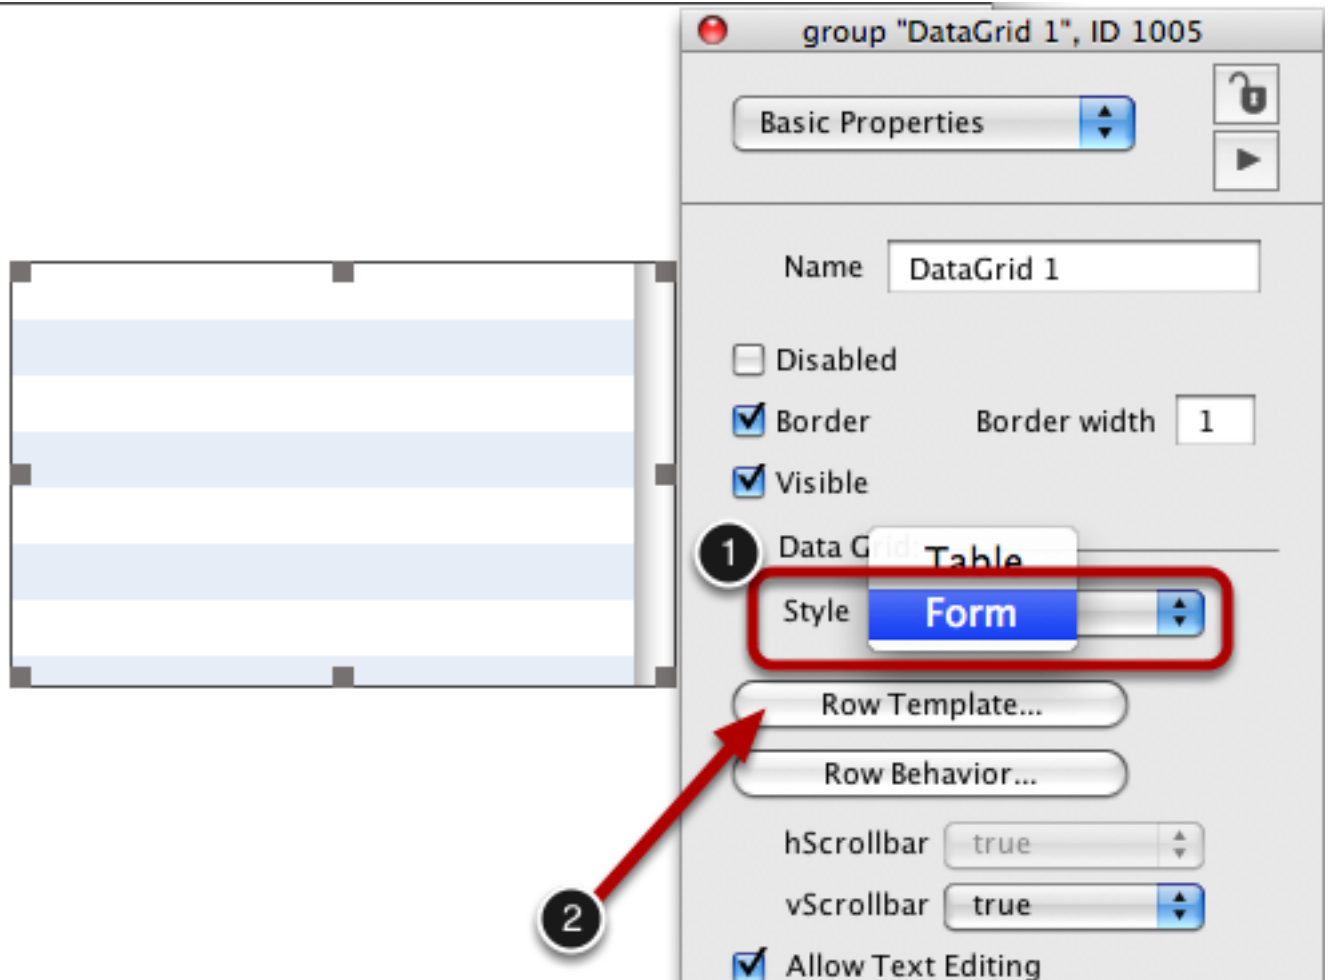 group "DataGrid 1", ID 1005
Basic Properties
Name DataGrid 1
Disabled
Border Border width 1
Visible
1 Data Grid:
Table
Style Form
Row Template...
Row Behavior...
hScrollbar true
vScrollbar true
2
Allow Text Editing